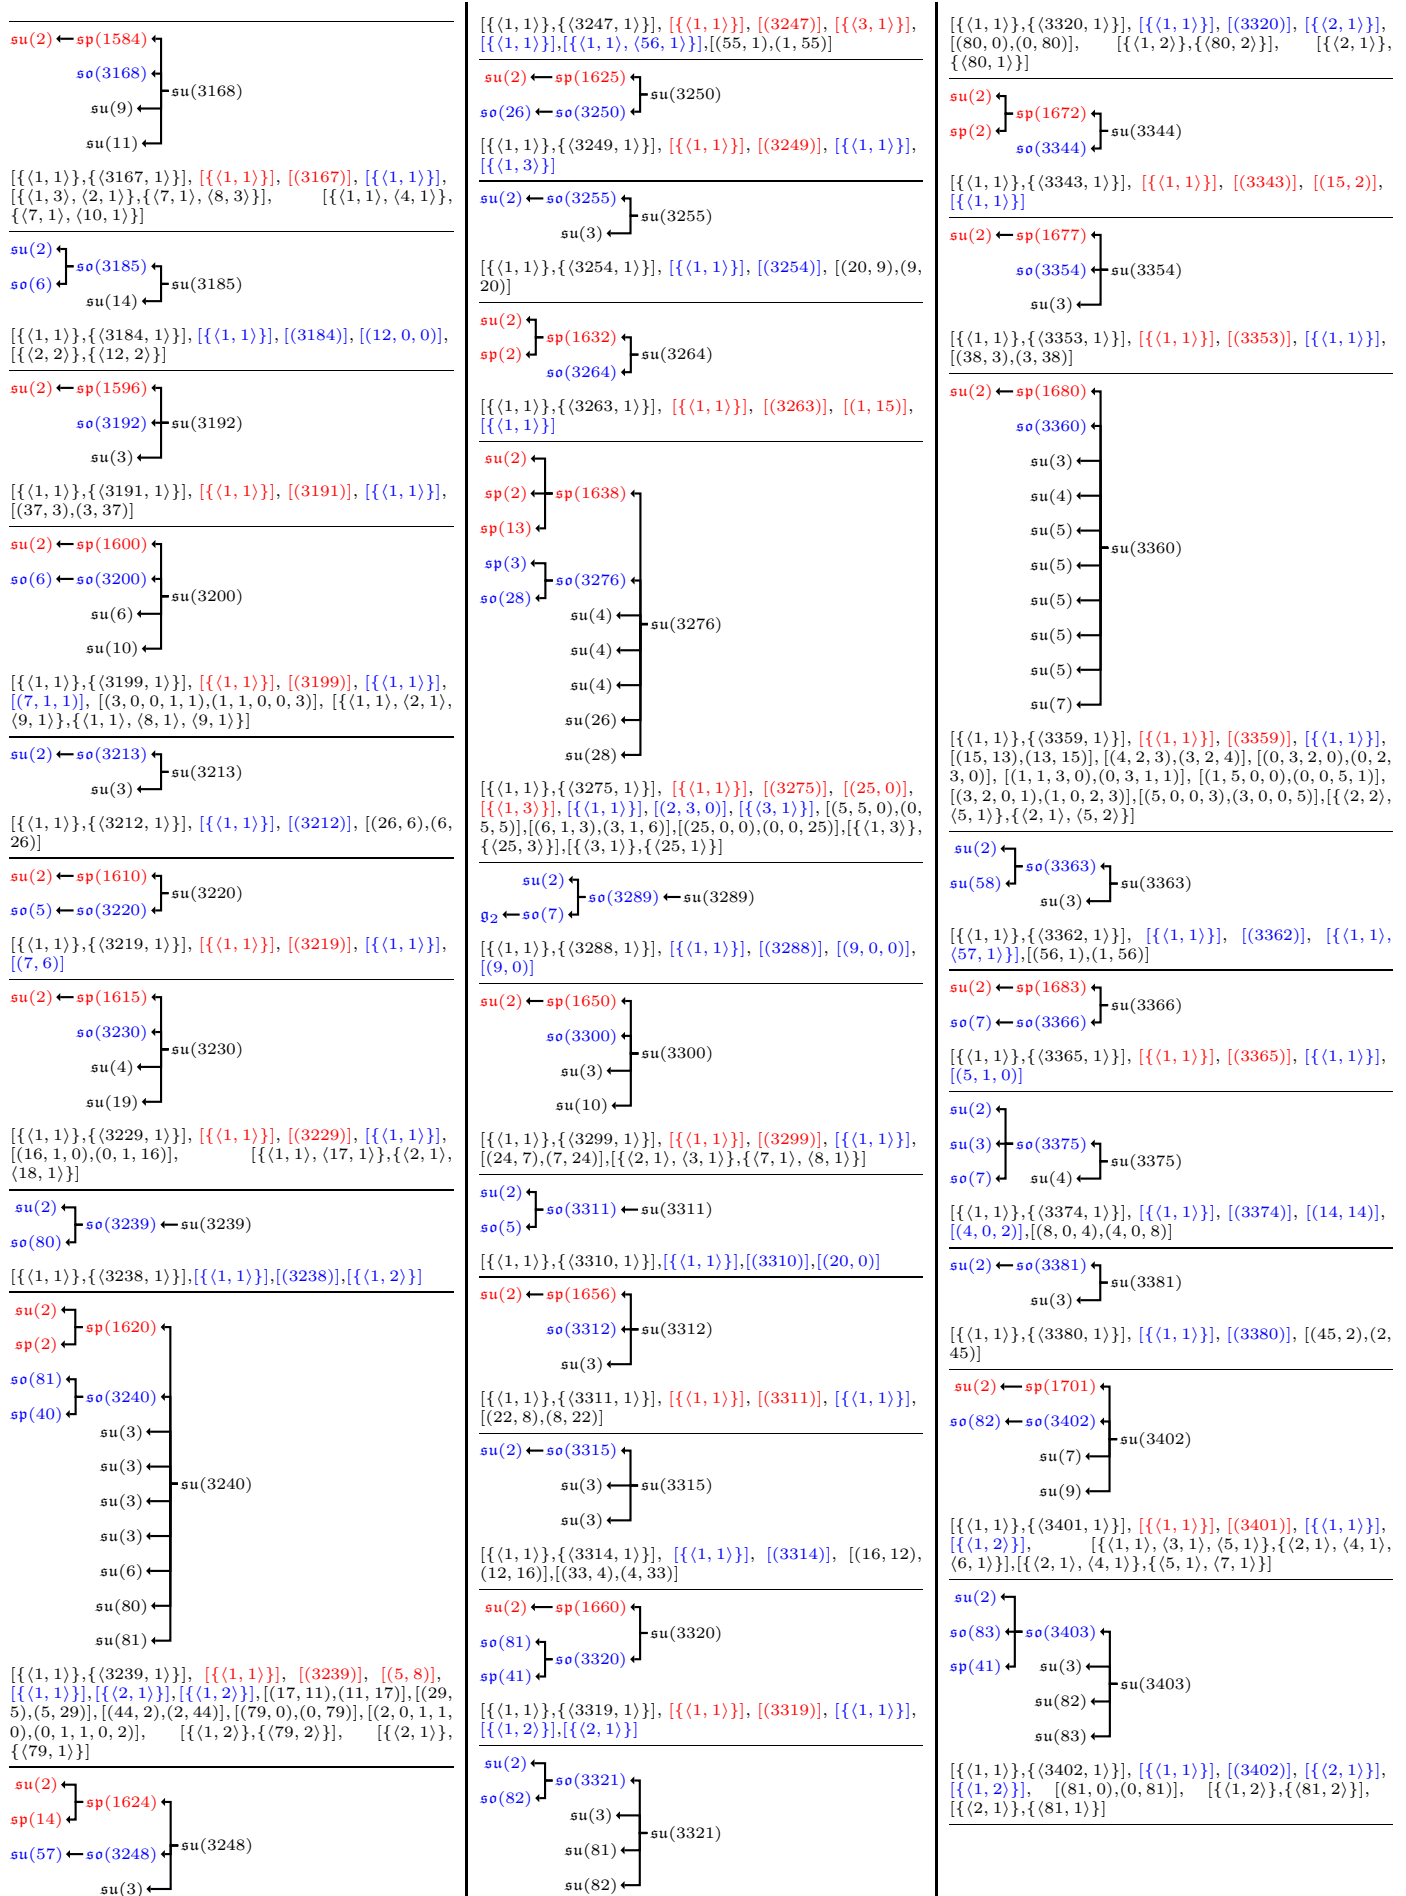 𝔰𝔲(2) 𝔰𝔭(1584)
𝔰𝔬(3168)
𝔰𝔲(3168)
𝔰𝔲(9)
𝔰𝔲(11)
[{⟨1, 1⟩},{⟨3167, 1⟩}], [{⟨1, 1⟩}], [(3167)], [{⟨1, 1⟩}],
[{⟨1, 3⟩, ⟨2, 1⟩},{⟨7, 1⟩, ⟨8, 3⟩}], [{⟨1, 1⟩, ⟨4, 1⟩},
{⟨7, 1⟩, ⟨10, 1⟩}]
𝔰𝔲(2)
𝔰𝔬(3185)
𝔰𝔬(6)
𝔰𝔲(3185)
𝔰𝔲(14)
[{⟨1, 1⟩},{⟨3184, 1⟩}], [{⟨1, 1⟩}], [(3184)], [(12, 0, 0)],
[{⟨2, 2⟩},{⟨12, 2⟩}]
𝔰𝔲(2) 𝔰𝔭(1596)
𝔰𝔬(3192) 𝔰𝔲(3192)
𝔰𝔲(3)
[{⟨1, 1⟩},{⟨3191, 1⟩}], [{⟨1, 1⟩}], [(3191)], [{⟨1, 1⟩}],
[(37, 3),(3, 37)]
𝔰𝔲(2) 𝔰𝔭(1600)
𝔰𝔬(6) 𝔰𝔬(3200)
𝔰𝔲(3200)
𝔰𝔲(6)
𝔰𝔲(10)
[{⟨1, 1⟩},{⟨3199, 1⟩}], [{⟨1, 1⟩}], [(3199)], [{⟨1, 1⟩}],
[(7, 1, 1)], [(3, 0, 0, 1, 1),(1, 1, 0, 0, 3)], [{⟨1, 1⟩, ⟨2, 1⟩,
⟨9, 1⟩},{⟨1, 1⟩, ⟨8, 1⟩, ⟨9, 1⟩}]
𝔰𝔲(2) 𝔰𝔬(3213)
𝔰𝔲(3213)
𝔰𝔲(3)
[{⟨1, 1⟩},{⟨3212, 1⟩}], [{⟨1, 1⟩}], [(3212)], [(26, 6),(6,
26)]
𝔰𝔲(2) 𝔰𝔭(1610)
𝔰𝔲(3220)
𝔰𝔬(5) 𝔰𝔬(3220)
[{⟨1, 1⟩},{⟨3219, 1⟩}], [{⟨1, 1⟩}], [(3219)], [{⟨1, 1⟩}],
[(7, 6)]
𝔰𝔲(2) 𝔰𝔭(1615)
𝔰𝔬(3230)
𝔰𝔲(3230)
𝔰𝔲(4)
𝔰𝔲(19)
[{⟨1, 1⟩},{⟨3229, 1⟩}], [{⟨1, 1⟩}], [(3229)], [{⟨1, 1⟩}],
[(16, 1, 0),(0, 1, 16)], [{⟨1, 1⟩, ⟨17, 1⟩},{⟨2, 1⟩,
⟨18, 1⟩}]
𝔰𝔲(2)
𝔰𝔬(3239) 𝔰𝔲(3239)
𝔰𝔬(80)
[{⟨1, 1⟩},{⟨3238, 1⟩}],[{⟨1, 1⟩}],[(3238)],[{⟨1, 2⟩}]
𝔰𝔲(2)
𝔰𝔭(1620)
𝔰𝔭(2)
𝔰𝔬(81)
𝔰𝔬(3240)
𝔰𝔭(40)
𝔰𝔲(3)
𝔰𝔲(3)
𝔰𝔲(3240)
𝔰𝔲(3)
𝔰𝔲(3)
𝔰𝔲(6)
𝔰𝔲(80)
𝔰𝔲(81)
[{⟨1, 1⟩},{⟨3239, 1⟩}], [{⟨1, 1⟩}], [(3239)], [(5, 8)],
[{⟨1, 1⟩}],[{⟨2, 1⟩}],[{⟨1, 2⟩}],[(17, 11),(11, 17)],[(29,
5),(5, 29)],[(44, 2),(2, 44)],[(79, 0),(0, 79)],[(2, 0, 1, 1,
0),(0, 1, 1, 0, 2)], [{⟨1, 2⟩},{⟨79, 2⟩}], [{⟨2, 1⟩},
{⟨79, 1⟩}]
𝔰𝔲(2)
𝔰𝔭(1624)
𝔰𝔭(14)
𝔰𝔲(3248)
𝔰𝔲(57) 𝔰𝔬(3248)
𝔰𝔲(3)
[{⟨1, 1⟩},{⟨3247, 1⟩}], [{⟨1, 1⟩}], [(3247)], [{⟨3, 1⟩}],
[{⟨1, 1⟩}],[{⟨1, 1⟩, ⟨56, 1⟩}],[(55, 1),(1, 55)]
𝔰𝔲(2) 𝔰𝔭(1625)
𝔰𝔲(3250)
𝔰𝔬(26) 𝔰𝔬(3250)
[{⟨1, 1⟩},{⟨3249, 1⟩}], [{⟨1, 1⟩}], [(3249)], [{⟨1, 1⟩}],
[{⟨1, 3⟩}]
𝔰𝔲(2) 𝔰𝔬(3255)
𝔰𝔲(3255)
𝔰𝔲(3)
[{⟨1, 1⟩},{⟨3254, 1⟩}], [{⟨1, 1⟩}], [(3254)], [(20, 9),(9,
20)]
𝔰𝔲(2)
𝔰𝔭(1632)
𝔰𝔭(2)
𝔰𝔲(3264)
𝔰𝔬(3264)
[{⟨1, 1⟩},{⟨3263, 1⟩}], [{⟨1, 1⟩}], [(3263)], [(1, 15)],
[{⟨1, 1⟩}]
𝔰𝔲(2)
𝔰𝔭(2) 𝔰𝔭(1638)
𝔰𝔭(13)
𝔰𝔭(3)
𝔰𝔬(3276)
𝔰𝔬(28)
𝔰𝔲(4)
𝔰𝔲(3276)
𝔰𝔲(4)
𝔰𝔲(4)
𝔰𝔲(26)
𝔰𝔲(28)
[{⟨1, 1⟩},{⟨3275, 1⟩}], [{⟨1, 1⟩}], [(3275)], [(25, 0)],
[{⟨1, 3⟩}], [{⟨1, 1⟩}], [(2, 3, 0)], [{⟨3, 1⟩}], [(5, 5, 0),(0,
5, 5)],[(6, 1, 3),(3, 1, 6)],[(25, 0, 0),(0, 0, 25)],[{⟨1, 3⟩},
{⟨25, 3⟩}],[{⟨3, 1⟩},{⟨25, 1⟩}]
𝔰𝔲(2)
𝔰𝔬(3289) 𝔰𝔲(3289)
𝔤₂ 𝔰𝔬(7)
[{⟨1, 1⟩},{⟨3288, 1⟩}], [{⟨1, 1⟩}], [(3288)], [(9, 0, 0)],
[(9, 0)]
𝔰𝔲(2) 𝔰𝔭(1650)
𝔰𝔬(3300)
𝔰𝔲(3300)
𝔰𝔲(3)
𝔰𝔲(10)
[{⟨1, 1⟩},{⟨3299, 1⟩}], [{⟨1, 1⟩}], [(3299)], [{⟨1, 1⟩}],
[(24, 7),(7, 24)],[{⟨2, 1⟩, ⟨3, 1⟩},{⟨7, 1⟩, ⟨8, 1⟩}]
𝔰𝔲(2)
𝔰𝔬(3311) 𝔰𝔲(3311)
𝔰𝔬(5)
[{⟨1, 1⟩},{⟨3310, 1⟩}],[{⟨1, 1⟩}],[(3310)],[(20, 0)]
𝔰𝔲(2) 𝔰𝔭(1656)
𝔰𝔬(3312) 𝔰𝔲(3312)
𝔰𝔲(3)
[{⟨1, 1⟩},{⟨3311, 1⟩}], [{⟨1, 1⟩}], [(3311)], [{⟨1, 1⟩}],
[(22, 8),(8, 22)]
𝔰𝔲(2) 𝔰𝔬(3315)
𝔰𝔲(3) 𝔰𝔲(3315)
𝔰𝔲(3)
[{⟨1, 1⟩},{⟨3314, 1⟩}], [{⟨1, 1⟩}], [(3314)], [(16, 12),
(12, 16)],[(33, 4),(4, 33)]
𝔰𝔲(2) 𝔰𝔭(1660)
𝔰𝔲(3320)
𝔰𝔬(81)
𝔰𝔬(3320)
𝔰𝔭(41)
[{⟨1, 1⟩},{⟨3319, 1⟩}], [{⟨1, 1⟩}], [(3319)], [{⟨1, 1⟩}],
[{⟨1, 2⟩}],[{⟨2, 1⟩}]
𝔰𝔲(2)
𝔰𝔬(3321)
𝔰𝔬(82)
𝔰𝔲(3)
𝔰𝔲(3321)
𝔰𝔲(81)
𝔰𝔲(82)
[{⟨1, 1⟩},{⟨3320, 1⟩}], [{⟨1, 1⟩}], [(3320)], [{⟨2, 1⟩}],
[(80, 0),(0, 80)], [{⟨1, 2⟩},{⟨80, 2⟩}], [{⟨2, 1⟩},
{⟨80, 1⟩}]
𝔰𝔲(2)
𝔰𝔭(1672)
𝔰𝔭(2)
𝔰𝔲(3344)
𝔰𝔬(3344)
[{⟨1, 1⟩},{⟨3343, 1⟩}], [{⟨1, 1⟩}], [(3343)], [(15, 2)],
[{⟨1, 1⟩}]
𝔰𝔲(2) 𝔰𝔭(1677)
𝔰𝔬(3354) 𝔰𝔲(3354)
𝔰𝔲(3)
[{⟨1, 1⟩},{⟨3353, 1⟩}], [{⟨1, 1⟩}], [(3353)], [{⟨1, 1⟩}],
[(38, 3),(3, 38)]
𝔰𝔲(2) 𝔰𝔭(1680)
𝔰𝔬(3360)
𝔰𝔲(3)
𝔰𝔲(4)
𝔰𝔲(5)
𝔰𝔲(3360)
𝔰𝔲(5)
𝔰𝔲(5)
𝔰𝔲(5)
𝔰𝔲(5)
𝔰𝔲(7)
[{⟨1, 1⟩},{⟨3359, 1⟩}], [{⟨1, 1⟩}], [(3359)], [{⟨1, 1⟩}],
[(15, 13),(13, 15)], [(4, 2, 3),(3, 2, 4)], [(0, 3, 2, 0),(0, 2,
3, 0)], [(1, 1, 3, 0),(0, 3, 1, 1)], [(1, 5, 0, 0),(0, 0, 5, 1)],
[(3, 2, 0, 1),(1, 0, 2, 3)],[(5, 0, 0, 3),(3, 0, 0, 5)],[{⟨2, 2⟩,
⟨5, 1⟩},{⟨2, 1⟩, ⟨5, 2⟩}]
𝔰𝔲(2)
𝔰𝔬(3363)
𝔰𝔲(58)
𝔰𝔲(3363)
𝔰𝔲(3)
[{⟨1, 1⟩},{⟨3362, 1⟩}], [{⟨1, 1⟩}], [(3362)], [{⟨1, 1⟩,
⟨57, 1⟩}],[(56, 1),(1, 56)]
𝔰𝔲(2) 𝔰𝔭(1683)
𝔰𝔲(3366)
𝔰𝔬(7) 𝔰𝔬(3366)
[{⟨1, 1⟩},{⟨3365, 1⟩}], [{⟨1, 1⟩}], [(3365)], [{⟨1, 1⟩}],
[(5, 1, 0)]
𝔰𝔲(2)
𝔰𝔲(3) 𝔰𝔬(3375)
𝔰𝔲(3375)
𝔰𝔬(7) 𝔰𝔲(4)
[{⟨1, 1⟩},{⟨3374, 1⟩}], [{⟨1, 1⟩}], [(3374)], [(14, 14)],
[(4, 0, 2)],[(8, 0, 4),(4, 0, 8)]
𝔰𝔲(2) 𝔰𝔬(3381)
𝔰𝔲(3381)
𝔰𝔲(3)
[{⟨1, 1⟩},{⟨3380, 1⟩}], [{⟨1, 1⟩}], [(3380)], [(45, 2),(2,
45)]
𝔰𝔲(2) 𝔰𝔭(1701)
𝔰𝔬(82) 𝔰𝔬(3402)
𝔰𝔲(3402)
𝔰𝔲(7)
𝔰𝔲(9)
[{⟨1, 1⟩},{⟨3401, 1⟩}], [{⟨1, 1⟩}], [(3401)], [{⟨1, 1⟩}],
[{⟨1, 2⟩}], [{⟨1, 1⟩, ⟨3, 1⟩, ⟨5, 1⟩},{⟨2, 1⟩, ⟨4, 1⟩,
⟨6, 1⟩}],[{⟨2, 1⟩, ⟨4, 1⟩},{⟨5, 1⟩, ⟨7, 1⟩}]
𝔰𝔲(2)
𝔰𝔬(83) 𝔰𝔬(3403)
𝔰𝔭(41) 𝔰𝔲(3)
𝔰𝔲(3403)
𝔰𝔲(82)
𝔰𝔲(83)
[{⟨1, 1⟩},{⟨3402, 1⟩}], [{⟨1, 1⟩}], [(3402)], [{⟨2, 1⟩}],
[{⟨1, 2⟩}], [(81, 0),(0, 81)], [{⟨1, 2⟩},{⟨81, 2⟩}],
[{⟨2, 1⟩},{⟨81, 1⟩}]